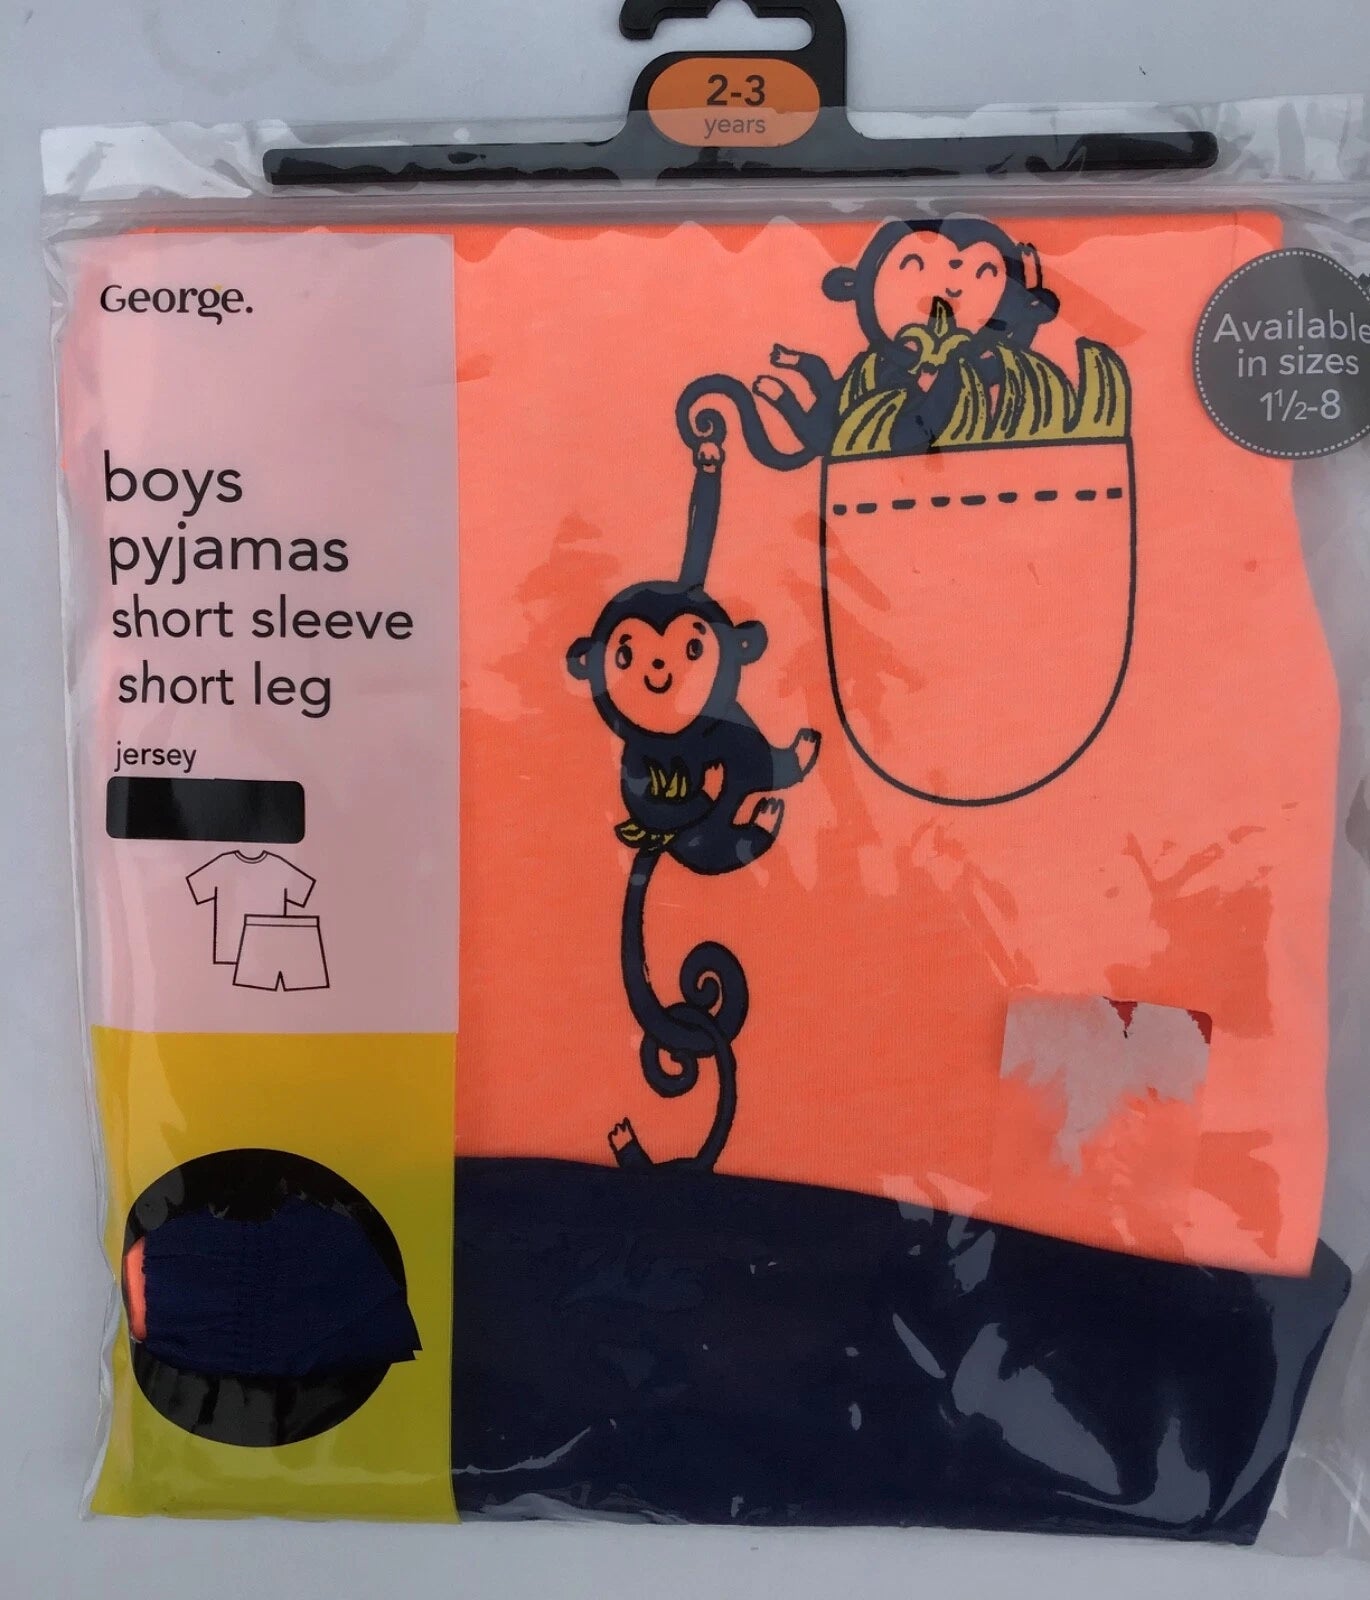 2-3
years
George.
Available
in sizes
1½-8
boys
pyjamas
short sleeve
short leg
jersey